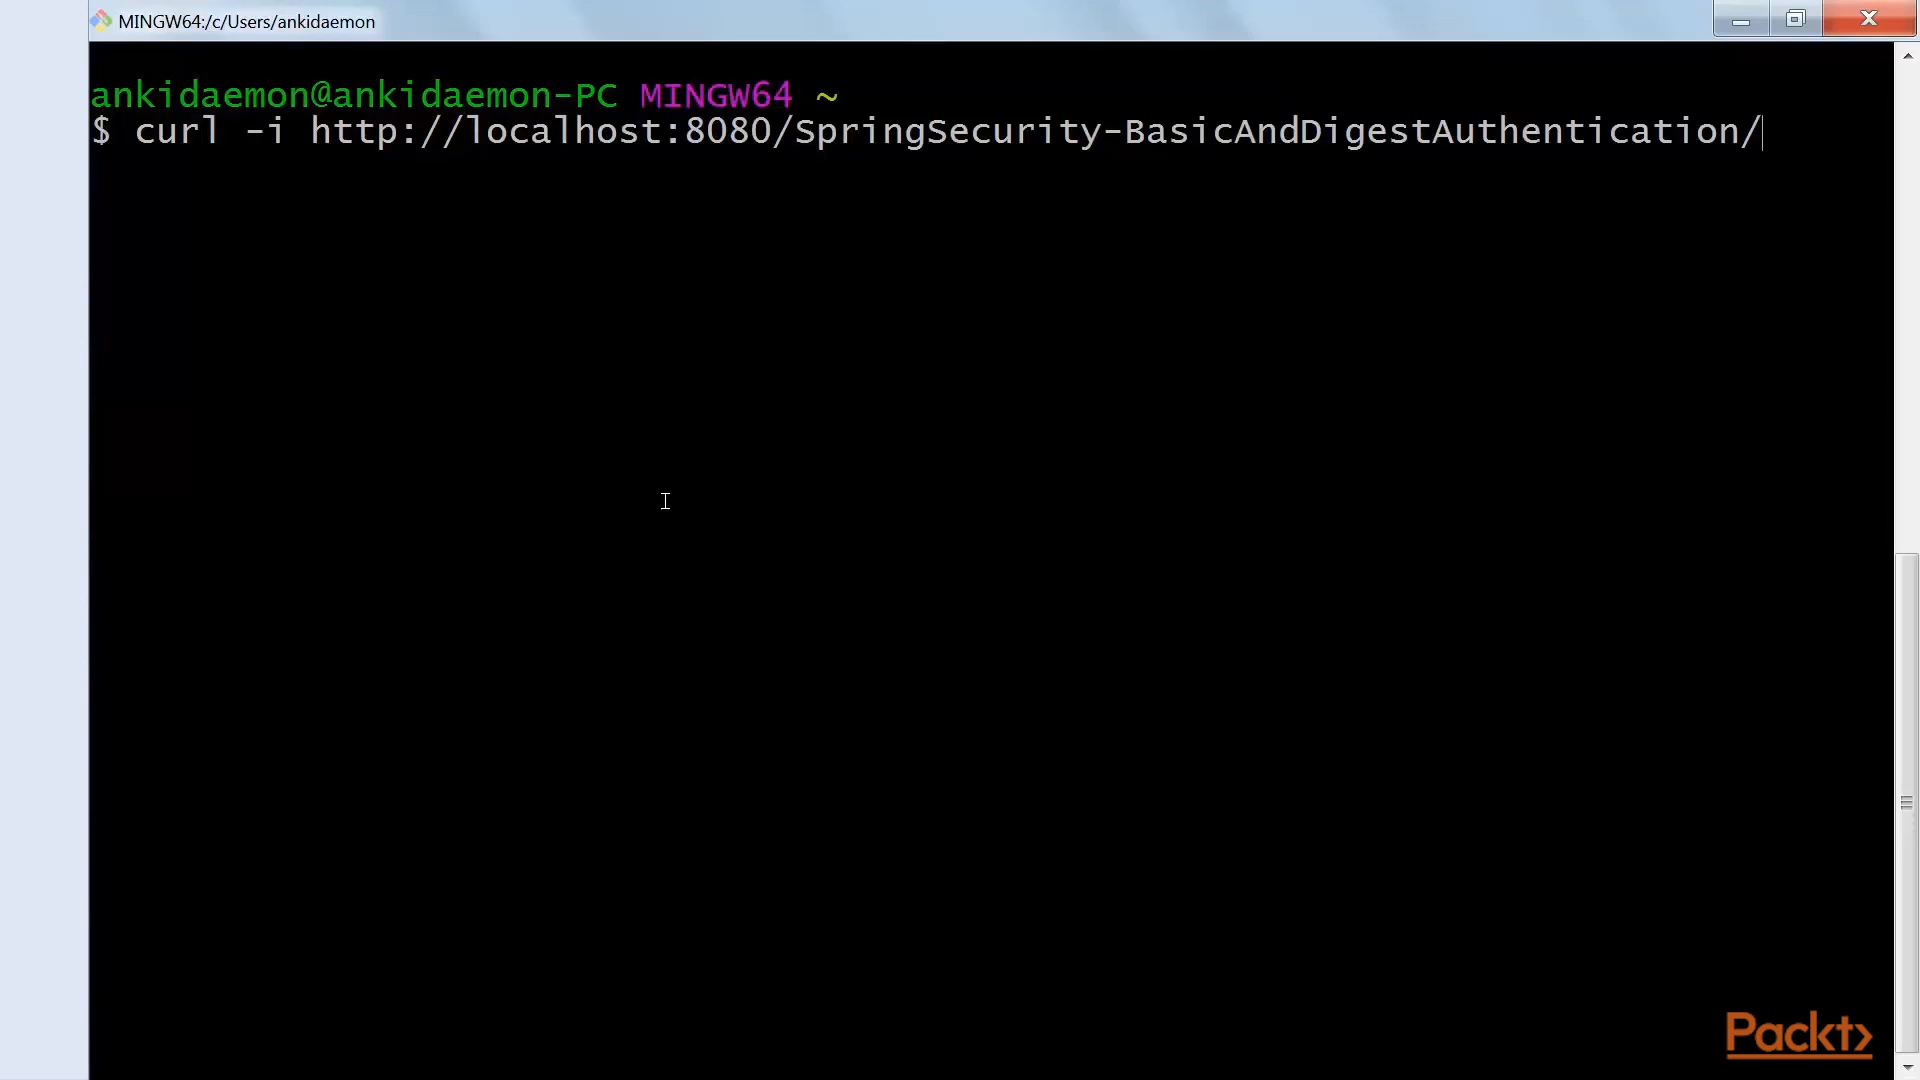 MINGW64:/c/Users/ankidaemon
ankidaemon@ankidaemon-PC MINGW64 ~
$ curl -i http://localhost:8080/SpringSecurity-BasicAndDigestAuthentication/
Packt>